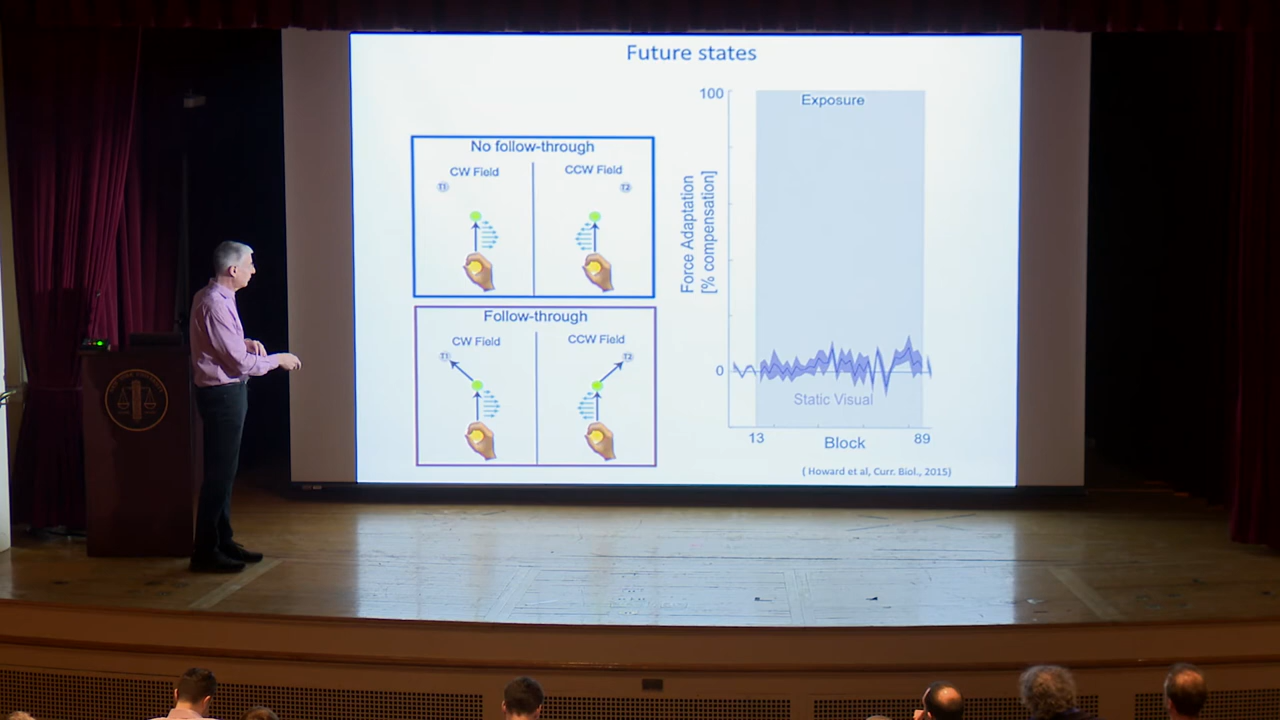 Future states
No follow-through
CW Field
CCW Field
T1
T2
Follow-through
CW Field
CCW Field
T1
T2
100
Exposure
Force Adaptation
[% compensation]
0
Static Visual
13
89
Block
( Howard et al, Curr. Biol., 2015)